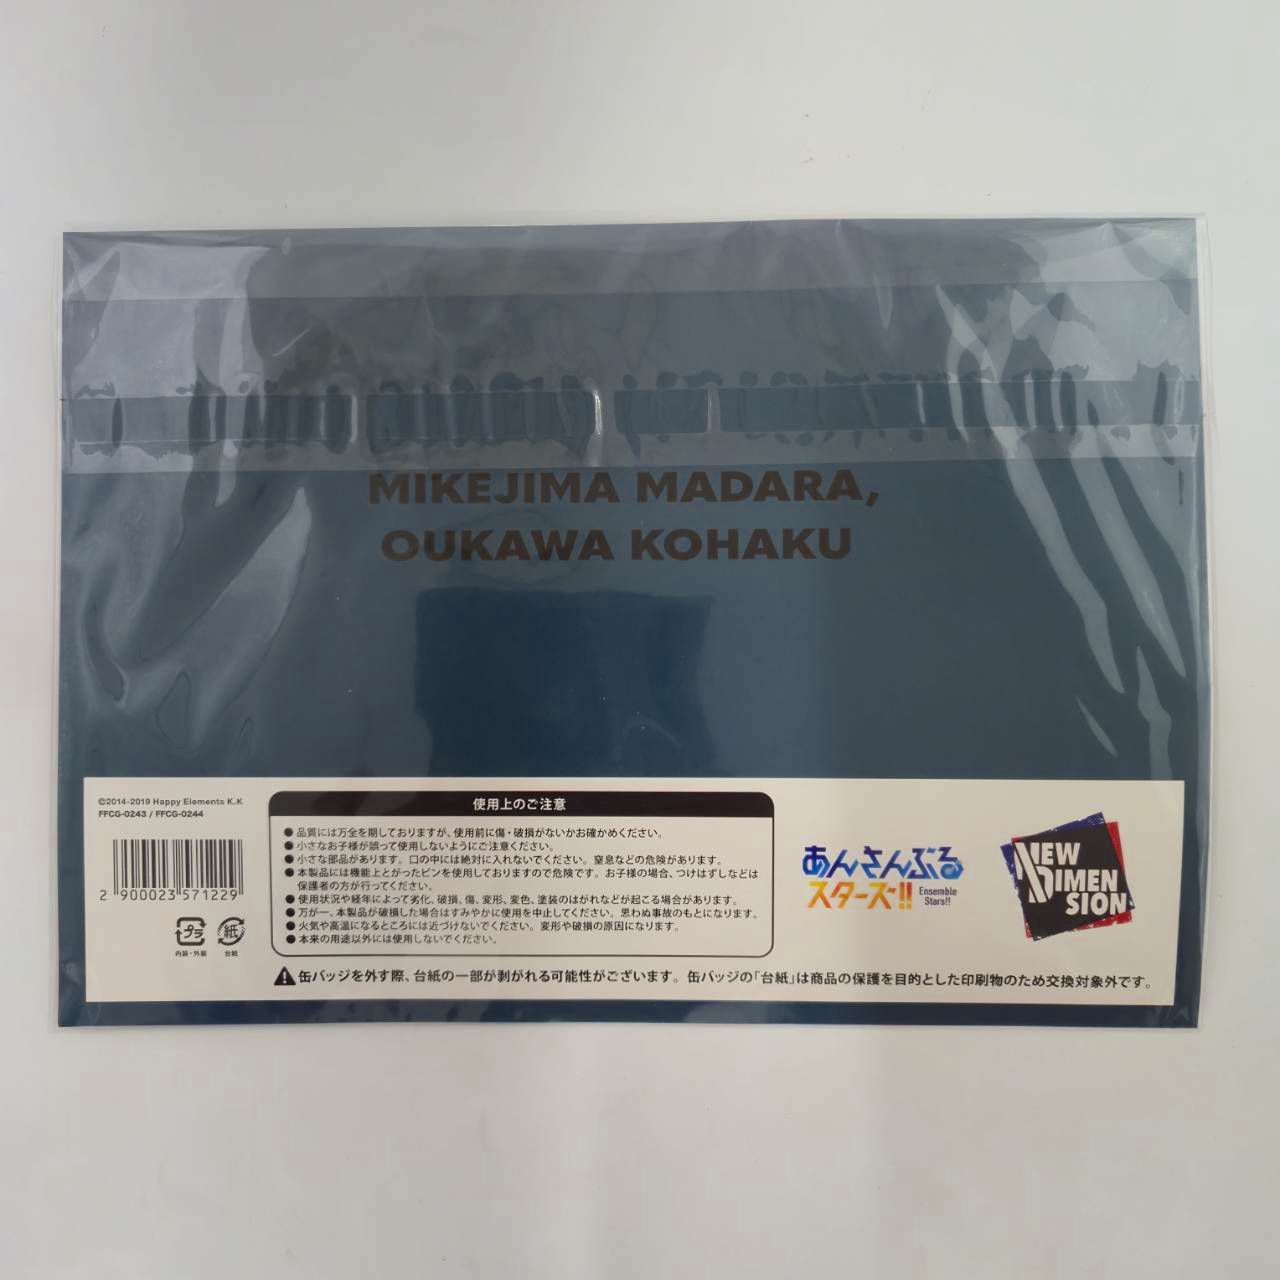 MIKEJIMA MADARA,
OUKAWA KOHAKU
©2014-2019 Happy Elements K.K
FFCG-0243 / FFCG-0244
2 900023 571229
プラ
内装・外装
紙
台紙
使用上のご注意
●品質には万全を期しておりますが、使用前に傷・破損がないかお確かめください。
●小さなお子様が誤って使用しないようにご注意ください。
●小さな部品があります。口の中には絶対に入れないでください。窒息などの危険があります。
●本製品には機能上とがったピンを使用しておりますので危険です。お子様の場合、つけはずしなどは
保護者の方が行ってください。
●使用状況や経年によって劣化、破損、傷、変形、変色、塗装のはがれなどが起こる場合があります。
●万が一、本製品が破損した場合はすみやかに使用を中止してください。思わぬ事故のもとになります。
●火気や高温になるところには近づけないでください。変形や破損の原因になります。
●本来の用途以外には使用しないでください。
⚠缶バッジを外す際、台紙の一部が剥がれる可能性がございます。缶バッジの「台紙」は商品の保護を目的とした印刷物のため交換対象外です。
あんさんぶる
スターズ!!
Ensemble
Stars!!
NEW
DIMEN
SION